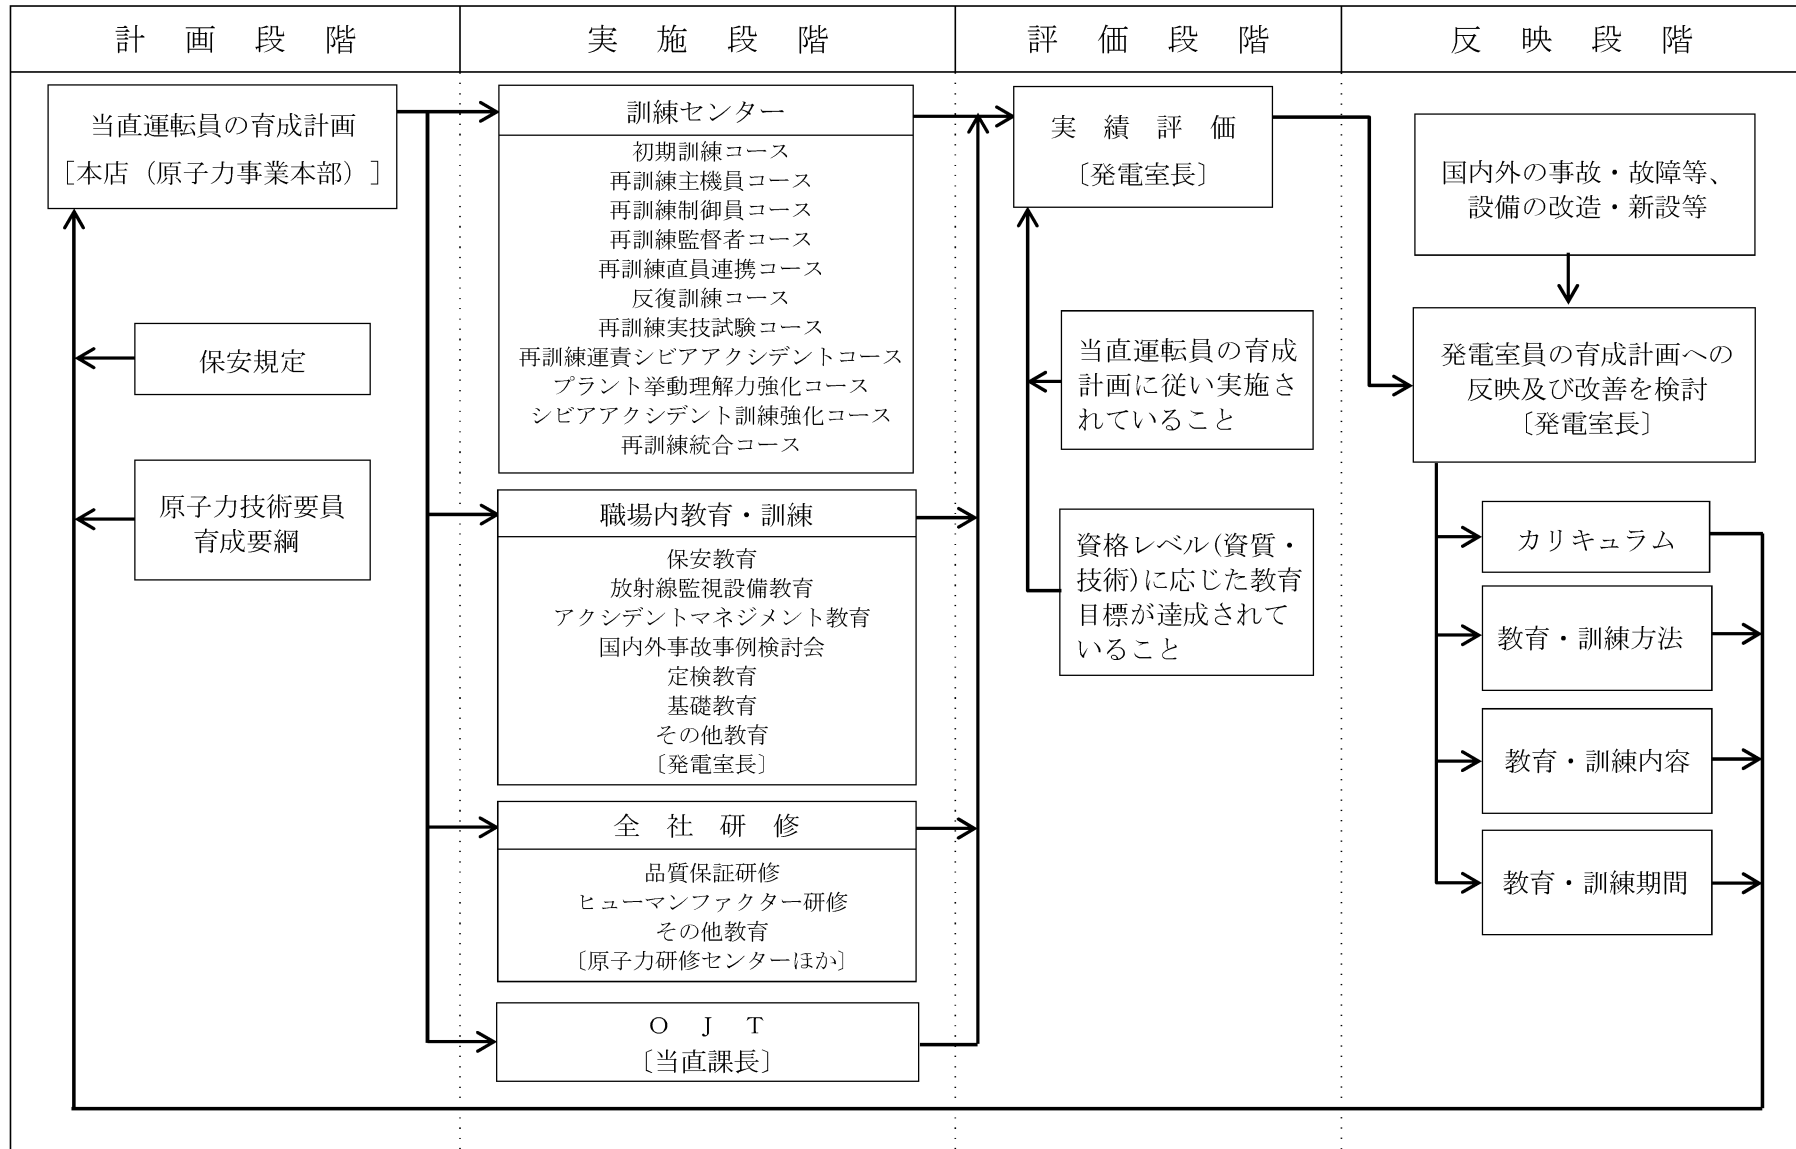 計画段階
実施段階
評価段階
反映段階
当直運転員の育成計画
［本店（原子力事業本部）］
保安規定
原子力技術要員
育成要綱
訓練センター
初期訓練コース
再訓練主機員コース
再訓練制御員コース
再訓練監督者コース
再訓練直員連携コース
反復訓練コース
再訓練実技試験コース
再訓練運責シビアアクシデントコース
プラント挙動理解力強化コース
シビアアクシデント訓練強化コース
再訓練統合コース
職場内教育・訓練
保安教育
放射線監視設備教育
アクシデントマネジメント教育
国内外事故事例検討会
定検教育
基礎教育
その他教育
〔発電室長〕
全社研修
品質保証研修
ヒューマンファクター研修
その他教育
〔原子力研修センターほか〕
ＯＪＴ
〔当直課長〕
実績評価
〔発電室長〕
当直運転員の育成
計画に従い実施さ
れていること
資格レベル(資質・
技術)に応じた教育
目標が達成されて
いること
国内外の事故・故障等、
設備の改造・新設等
発電室員の育成計画への
反映及び改善を検討
〔発電室長〕
カリキュラム
教育・訓練方法
教育・訓練内容
教育・訓練期間